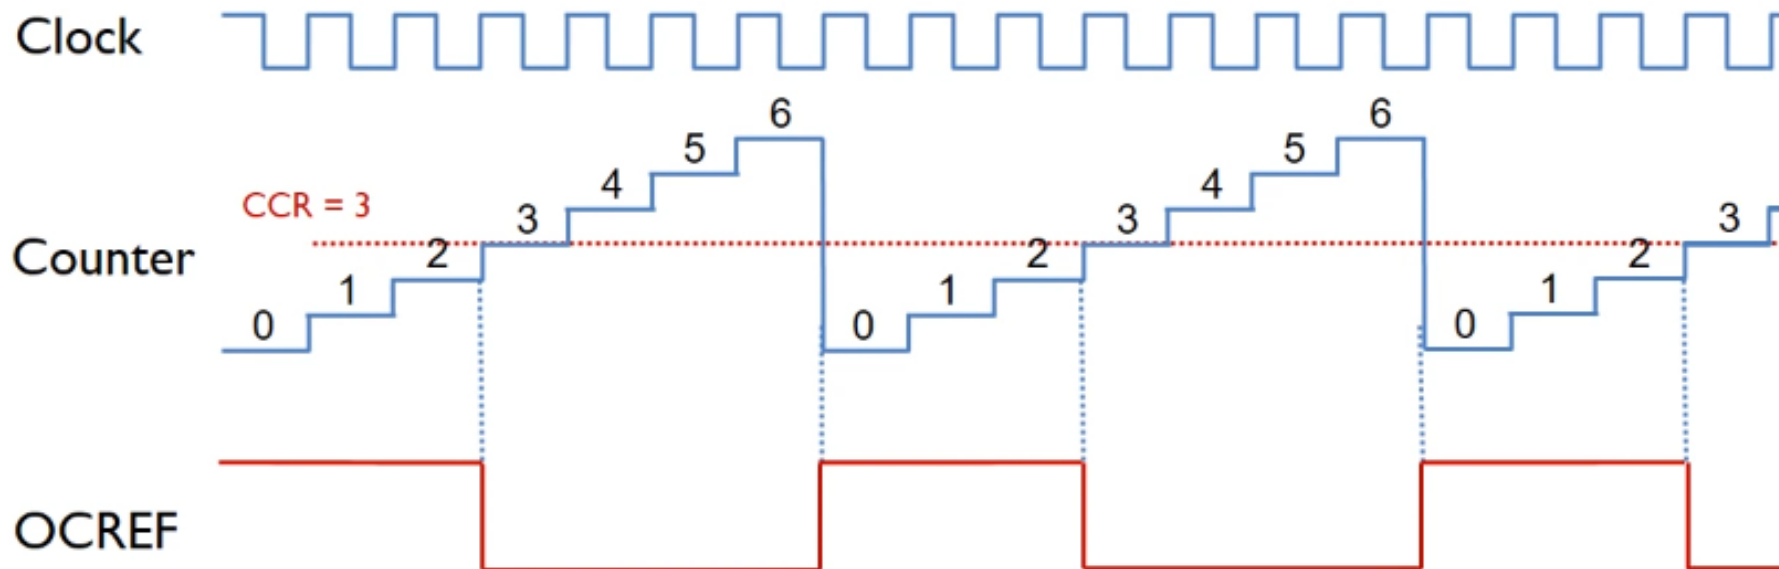 Clock
6 6
5 5
4 4
CCR = 3 3 3 3
Counter 2 2 2
1 1 1
0 0 0
OCREF